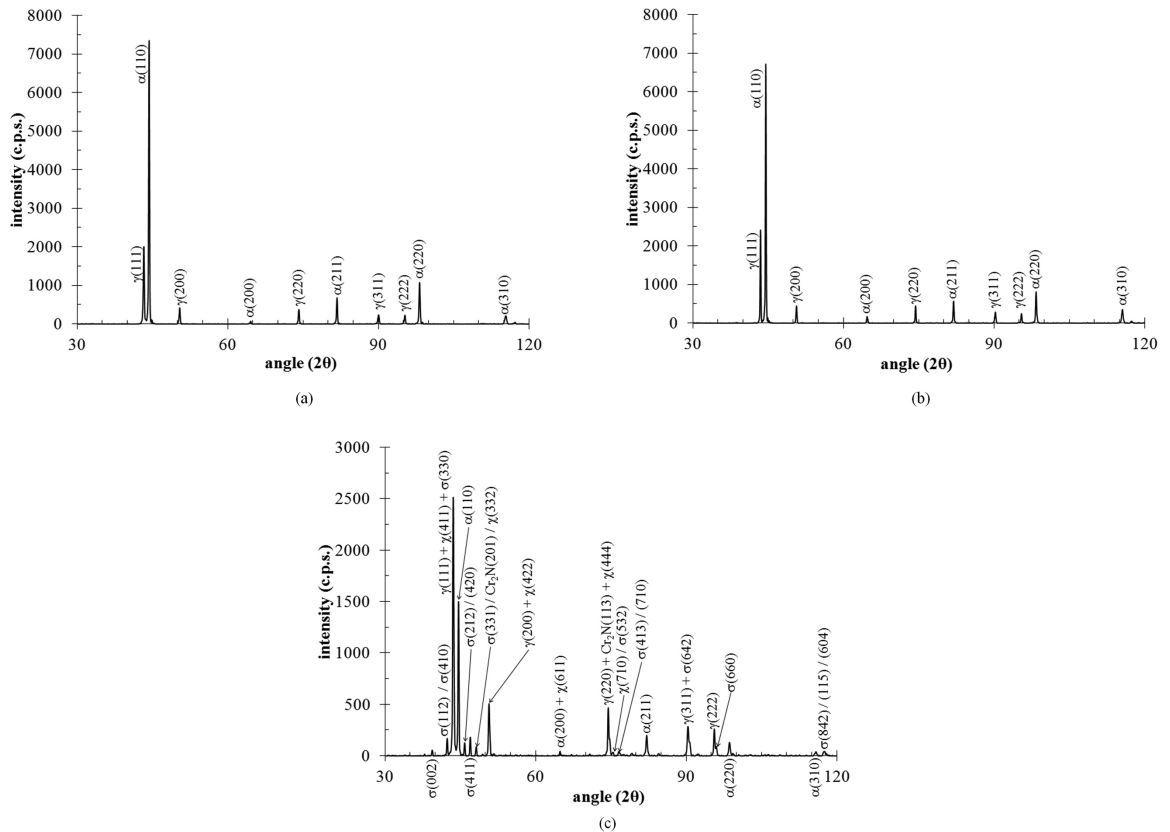 8000
7000
6000
5000
4000
3000
2000
1000
0
intensity (c.p.s.)
γ(111)
α(110)
γ(200)
α(200)
γ(220)
α(211)
γ(311)
γ(222)
α(220)
α(310)
30
60
90
120
angle (2θ)
(a)
8000
7000
6000
5000
4000
3000
2000
1000
0
intensity (c.p.s.)
γ(111)
α(110)
γ(200)
α(200)
γ(220)
α(211)
γ(311)
γ(222)
α(220)
α(310)
30
60
90
120
angle (2θ)
(b)
3000
2500
2000
1500
1000
500
0
intensity (c.p.s.)
σ(002)
σ(112) / σ(410)
γ(111) + χ(411) + σ(330)
α(110)
σ(212) / (420)
σ(411)
σ(331) / Cr₂N(201) / χ(332)
γ(200) + χ(422)
α(200) + χ(611)
γ(220) + Cr₂N(113) + χ(444)
χ(710) / σ(532)
σ(413) / (710)
α(211)
γ(311) + σ(642)
γ(222)
σ(660)
α(220)
α(310)
σ(842) / (115) / (604)
30
60
90
120
angle (2θ)
(c)